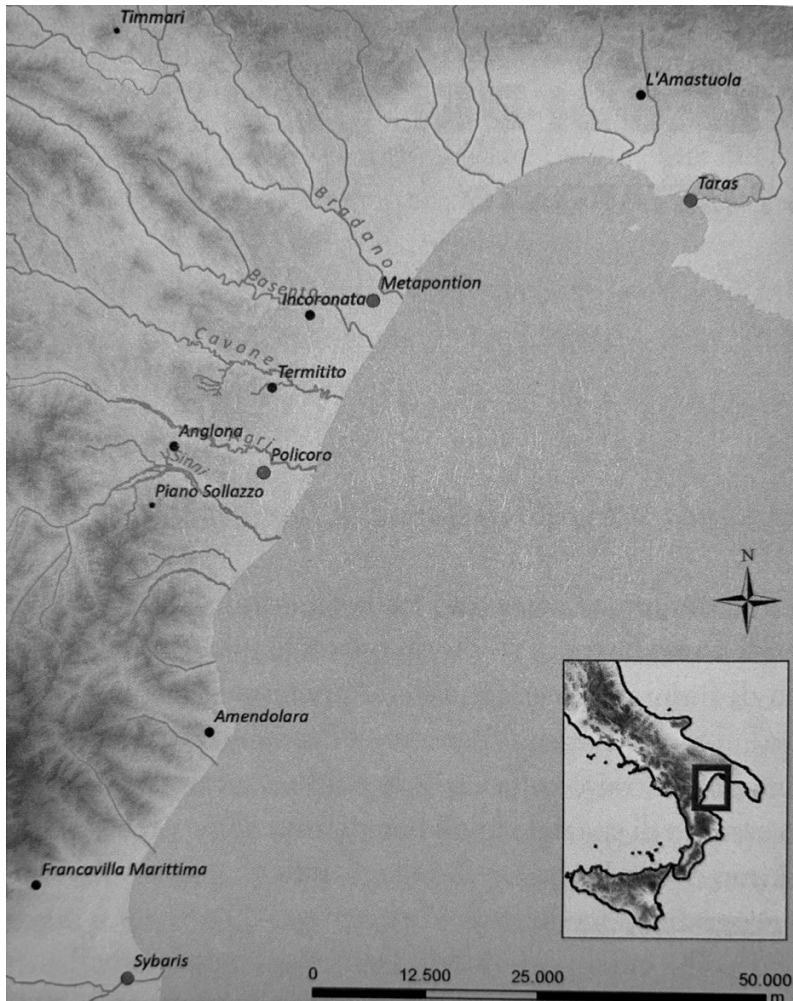 Timmari
L'Amastuola
Taras
Bradano
Metapontion
Basento
Incoronata
Cavone
Termitito
Anglona
Sinni
Policoro
Piano Sollazzo
N
Amendolara
Francavilla Marittima
Sybaris
0 12.500 25.000 50.000
m